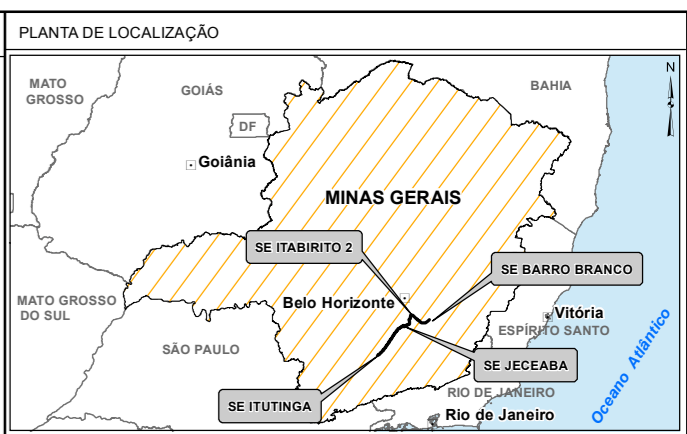 PLANTA DE LOCALIZAÇÃO
MATO
GROSSO
GOIÁS
BAHIA
N
DF
Goiânia
MINAS GERAIS
SE ITABIRITO 2
SE BARRO BRANCO
MATO GROSSO
DO SUL
Belo Horizonte
Vitória
ESPÍRITO SANTO
SÃO PAULO
SE JECEABA
Oceano Atlântico
SE ITUTINGA
RIO DE JANEIRO
Rio de Janeiro